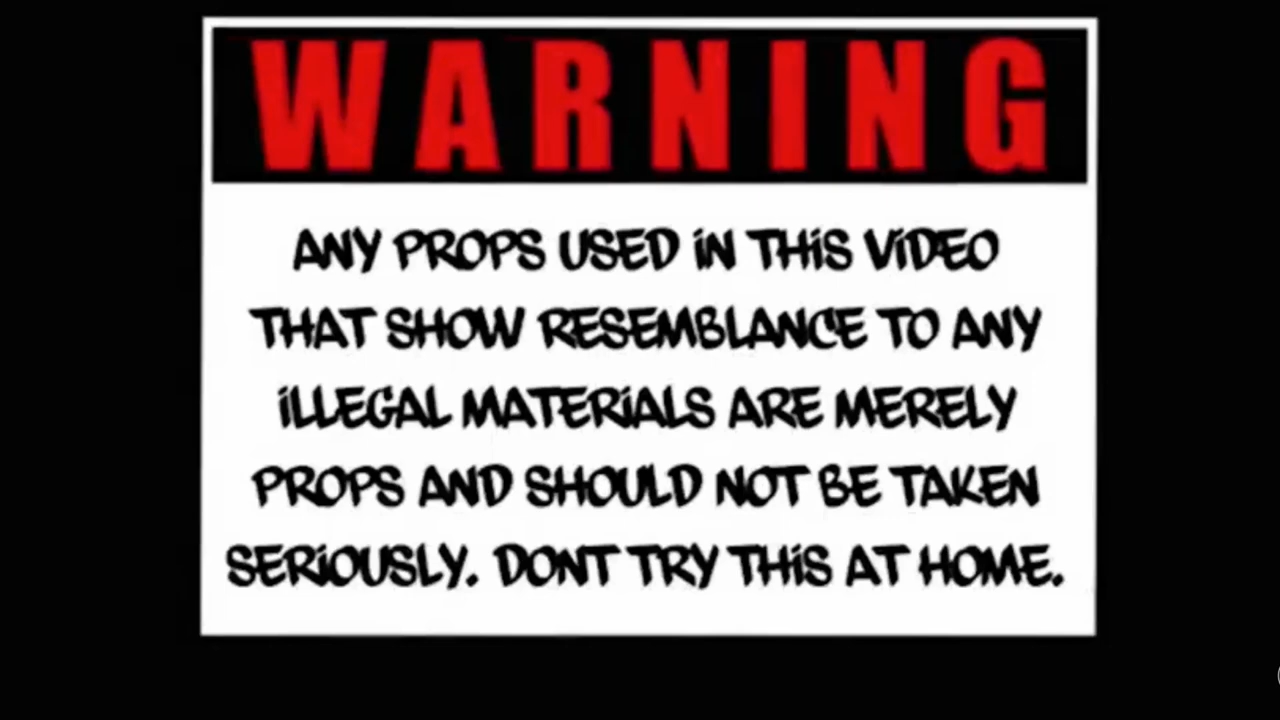 WARNING
ANY PROPS USED iN THiS ViDEO
THAT SHOW RESEMBLANCE TO ANY
iLLEGAL MATERiALS ARE MERELY
PROPS AND SHOULD NOT BE TAKEN
SERiOUSLY. DONT TRY THiS AT HOME.